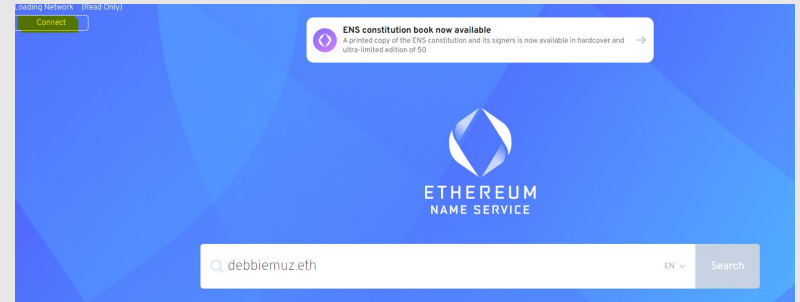 Loading Network (Read Only)
Connect
ENS constitution book now available
A printed copy of the ENS constitution and its signers is now available in hardcover and
ultra-limited edition of 50
ETHEREUM
NAME SERVICE
debbiemuz.eth
EN
Search